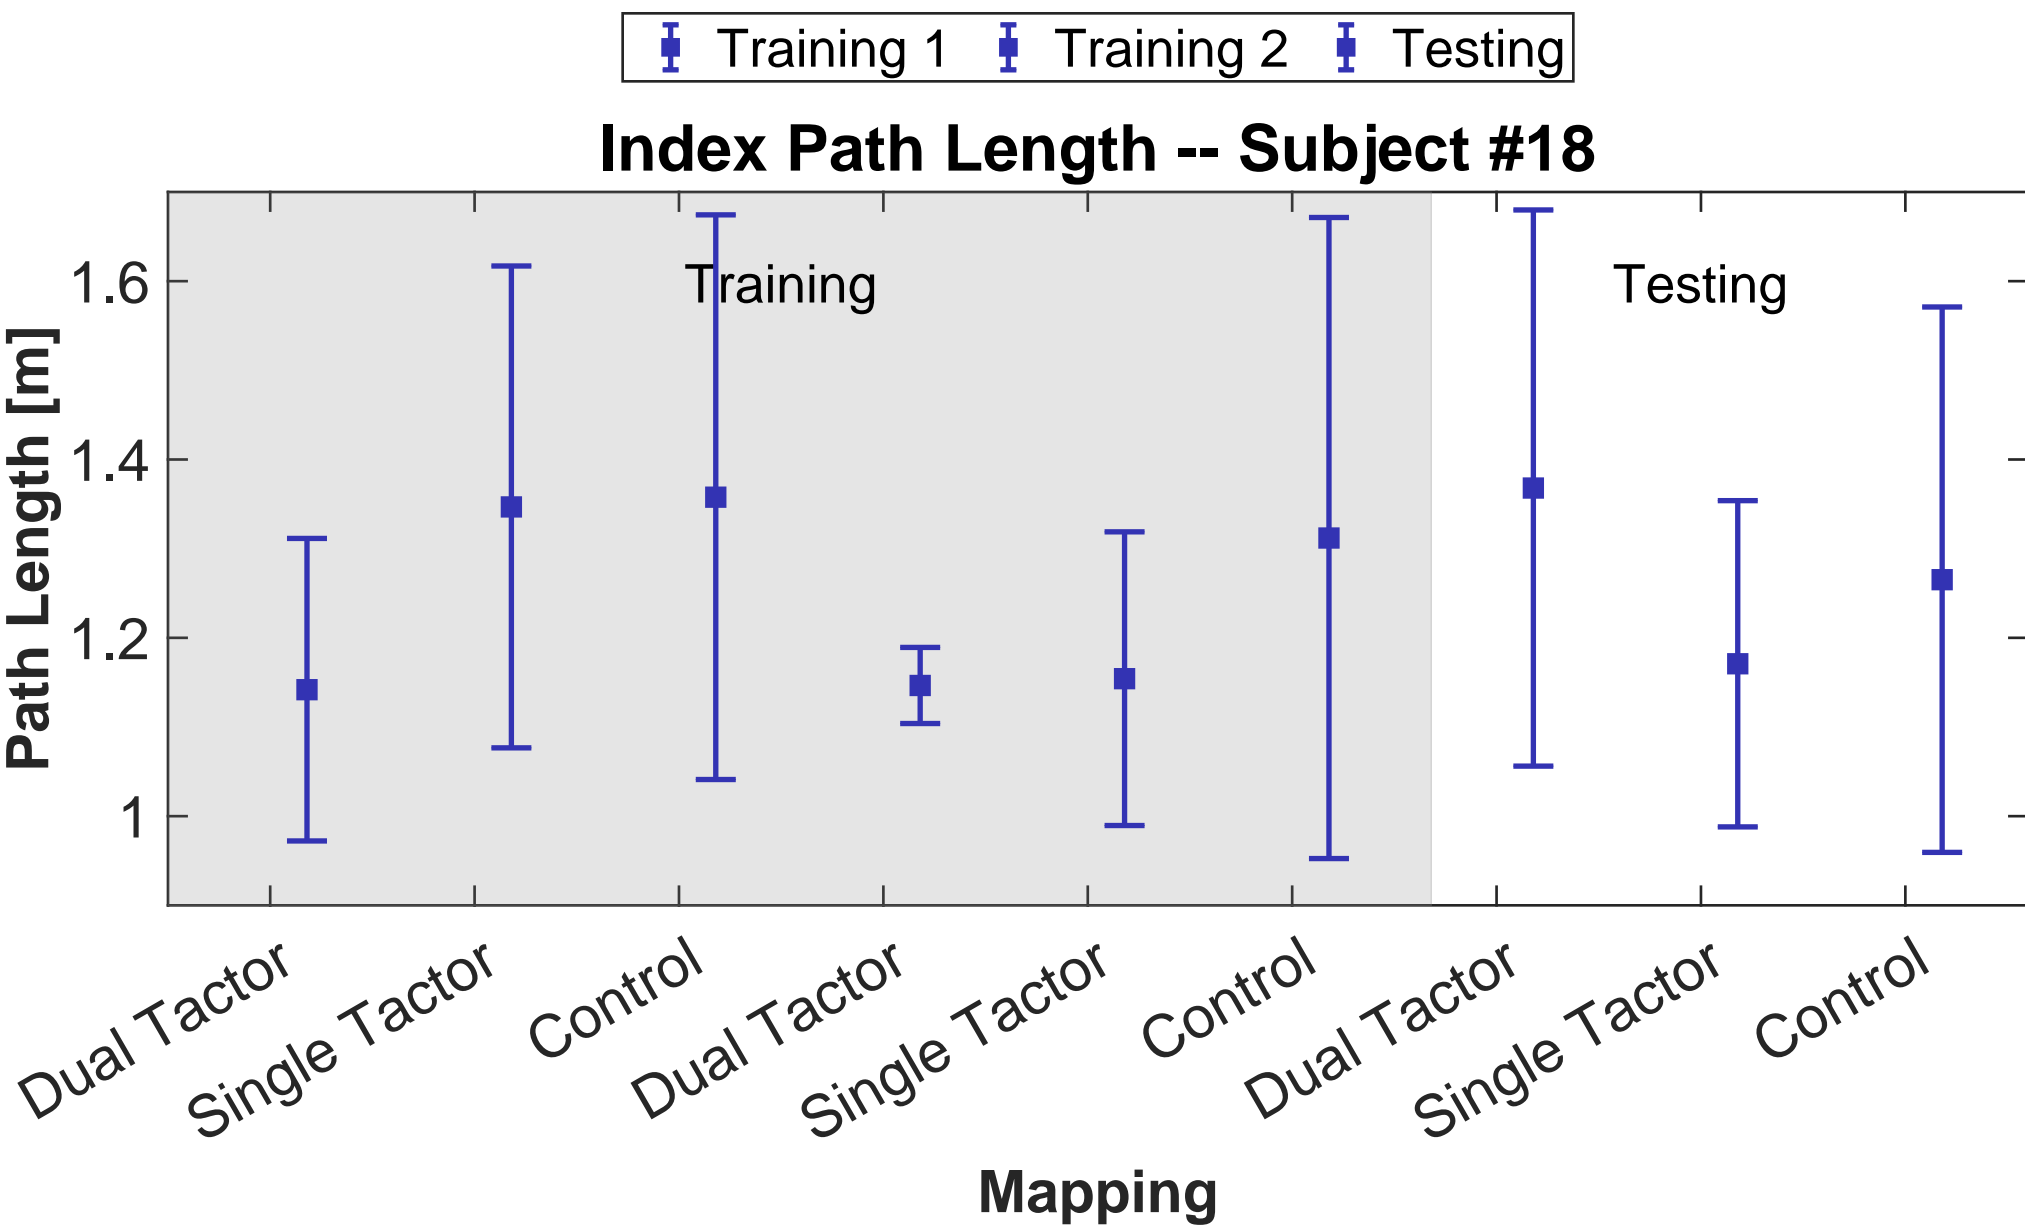 Training 1 Training 2 Testing
Index Path Length -- Subject #18
Training Testing
1.6
1.4
1.2
1
Path Length [m]
Dual Tactor Single Tactor Control Dual Tactor Single Tactor Control Dual Tactor Single Tactor Control
Mapping